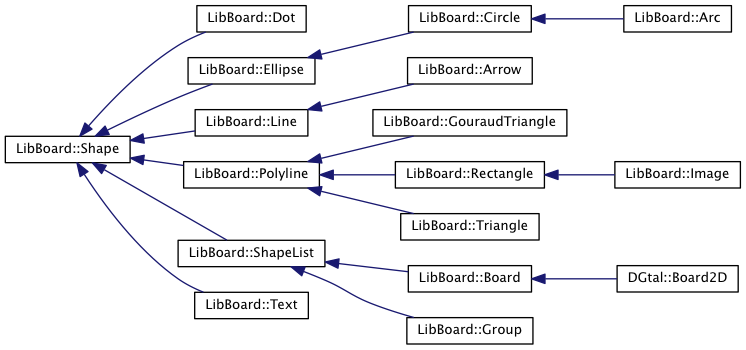 LibBoard::Dot
LibBoard::Circle
LibBoard::Arc
LibBoard::Ellipse
LibBoard::Arrow
LibBoard::Line
LibBoard::GouraudTriangle
LibBoard::Shape
LibBoard::Polyline
LibBoard::Rectangle
LibBoard::Image
LibBoard::Triangle
LibBoard::ShapeList
LibBoard::Board
DGtal::Board2D
LibBoard::Text
LibBoard::Group